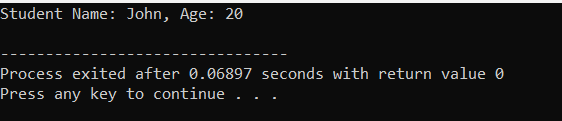 Student Name: John, Age: 20
--------------------------------
Process exited after 0.06897 seconds with return value 0
Press any key to continue . . .